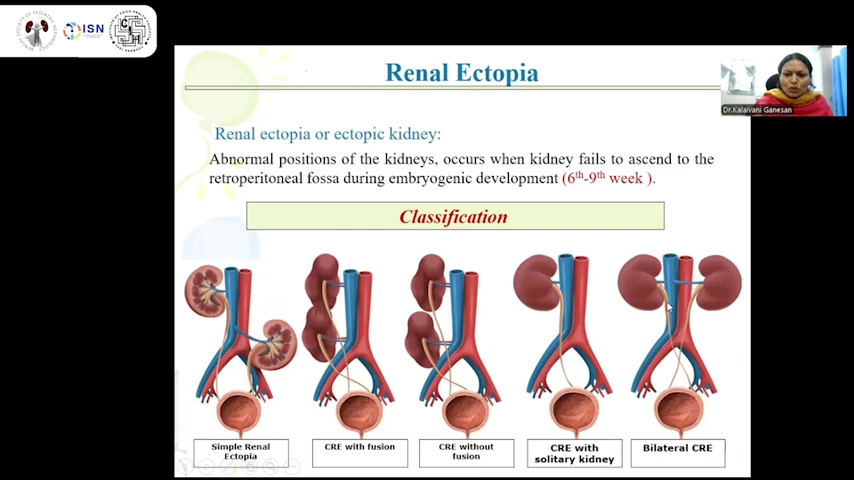 ISN
Renal Ectopia
Dr.Kalaivani Ganesan
Renal ectopia or ectopic kidney:
Abnormal positions of the kidneys, occurs when kidney fails to ascend to the
retroperitoneal fossa during embryogenic development (6th-9th week ).
Classification
Simple Renal
Ectopia
CRE with fusion
CRE without
fusion
CRE with
solitary kidney
Bilateral CRE